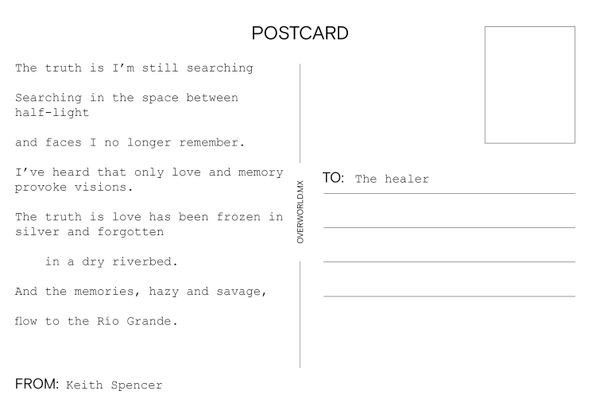 POSTCARD
The truth is I’m still searching
Searching in the space between
half-light
and faces I no longer remember.
I’ve heard that only love and memory
provoke visions.
The truth is love has been frozen in
silver and forgotten
in a dry riverbed.
And the memories, hazy and savage,
flow to the Rio Grande.
FROM: Keith Spencer
OVERWORLD.MX
TO: The healer